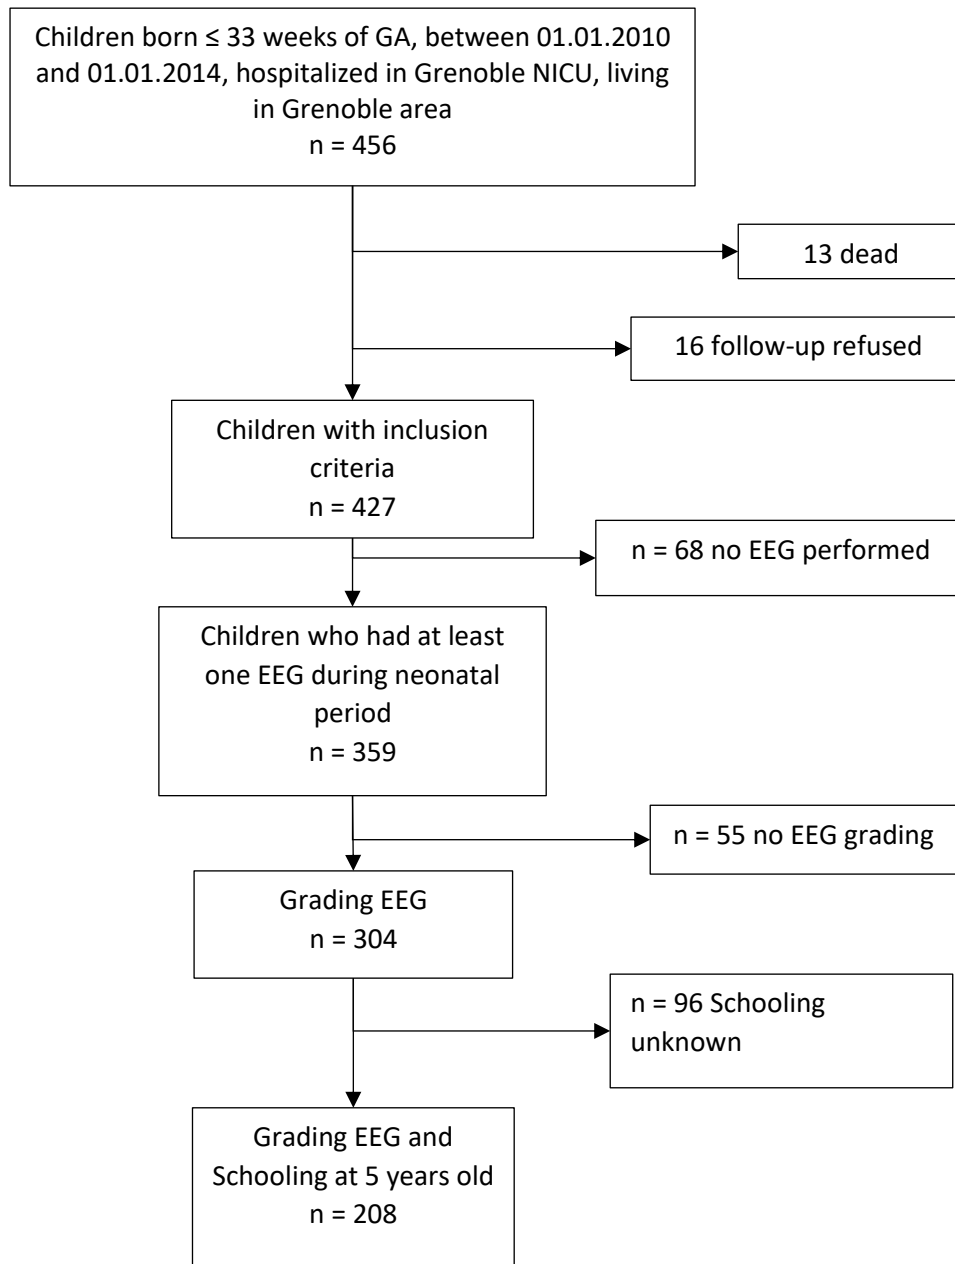 Children born ≤ 33 weeks of GA, between 01.01.2010
and 01.01.2014, hospitalized in Grenoble NICU, living
in Grenoble area
n = 456
13 dead
16 follow-up refused
Children with inclusion
criteria
n = 427
n = 68 no EEG performed
Children who had at least
one EEG during neonatal
period
n = 359
n = 55 no EEG grading
Grading EEG
n = 304
n = 96 Schooling
unknown
Grading EEG and
Schooling at 5 years old
n = 208